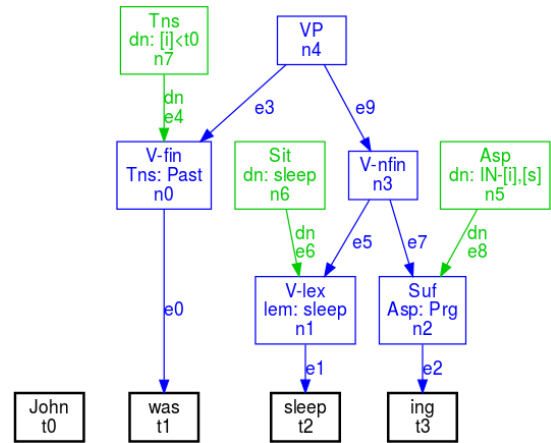 Tns
dn: [i]<t0
n7
VP
n4
dn
e4
e3
e9
V-fin
Tns: Past
n0
Sit
dn: sleep
n6
V-nfin
n3
Asp
dn: IN-[i],[s]
n5
dn
e6
e5
e7
dn
e8
e0
V-lex
lem: sleep
n1
Suf
Asp: Prg
n2
e1
e2
John
t0
was
t1
sleep
t2
ing
t3